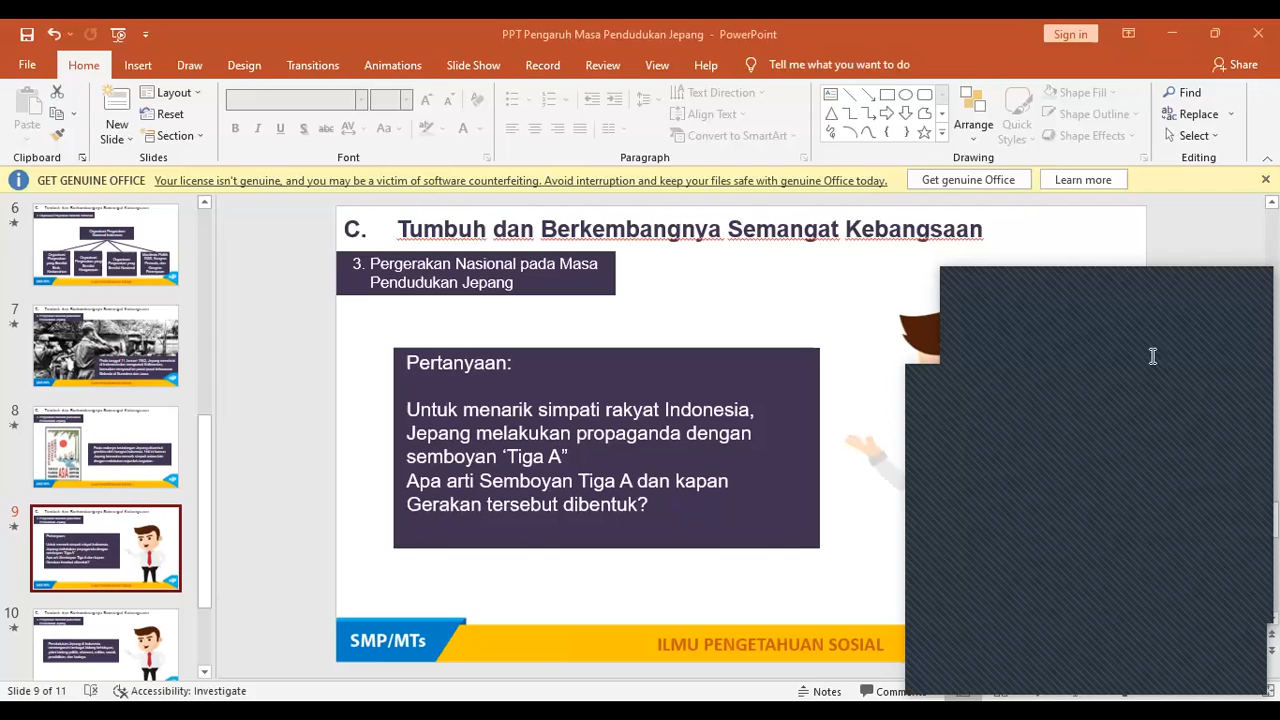 PPT Pengaruh Masa Pendudukan Jepang - PowerPoint
Sign in
File Home Insert Draw Design Transitions Animations Slide Show Record Review View Help Tell me what you want to do Share
Paste
Clipboard
New Slide
Layout
Reset
Section
Slides
Font
Text Direction
Align Text
Convert to SmartArt
Paragraph
Arrange
Quick Styles
Shape Fill
Shape Outline
Shape Effects
Drawing
Find
Replace
Select
Editing
GET GENUINE OFFICE Your license isn't genuine, and you may be a victim of software counterfeiting. Avoid interruption and keep your files safe with genuine Office today. Get genuine Office Learn more
6
7
8
9
10
C. Tumbuh dan Berkembangnya Semangat Kebangsaan
3. Pergerakan Nasional pada Masa
Pendudukan Jepang
Pertanyaan:
Untuk menarik simpati rakyat Indonesia,
Jepang melakukan propaganda dengan
semboyan ‘Tiga A”
Apa arti Semboyan Tiga A dan kapan
Gerakan tersebut dibentuk?
SMP/MTs
ILMU PENGETAHUAN SOSIAL
Slide 9 of 11 Accessibility: Investigate Notes